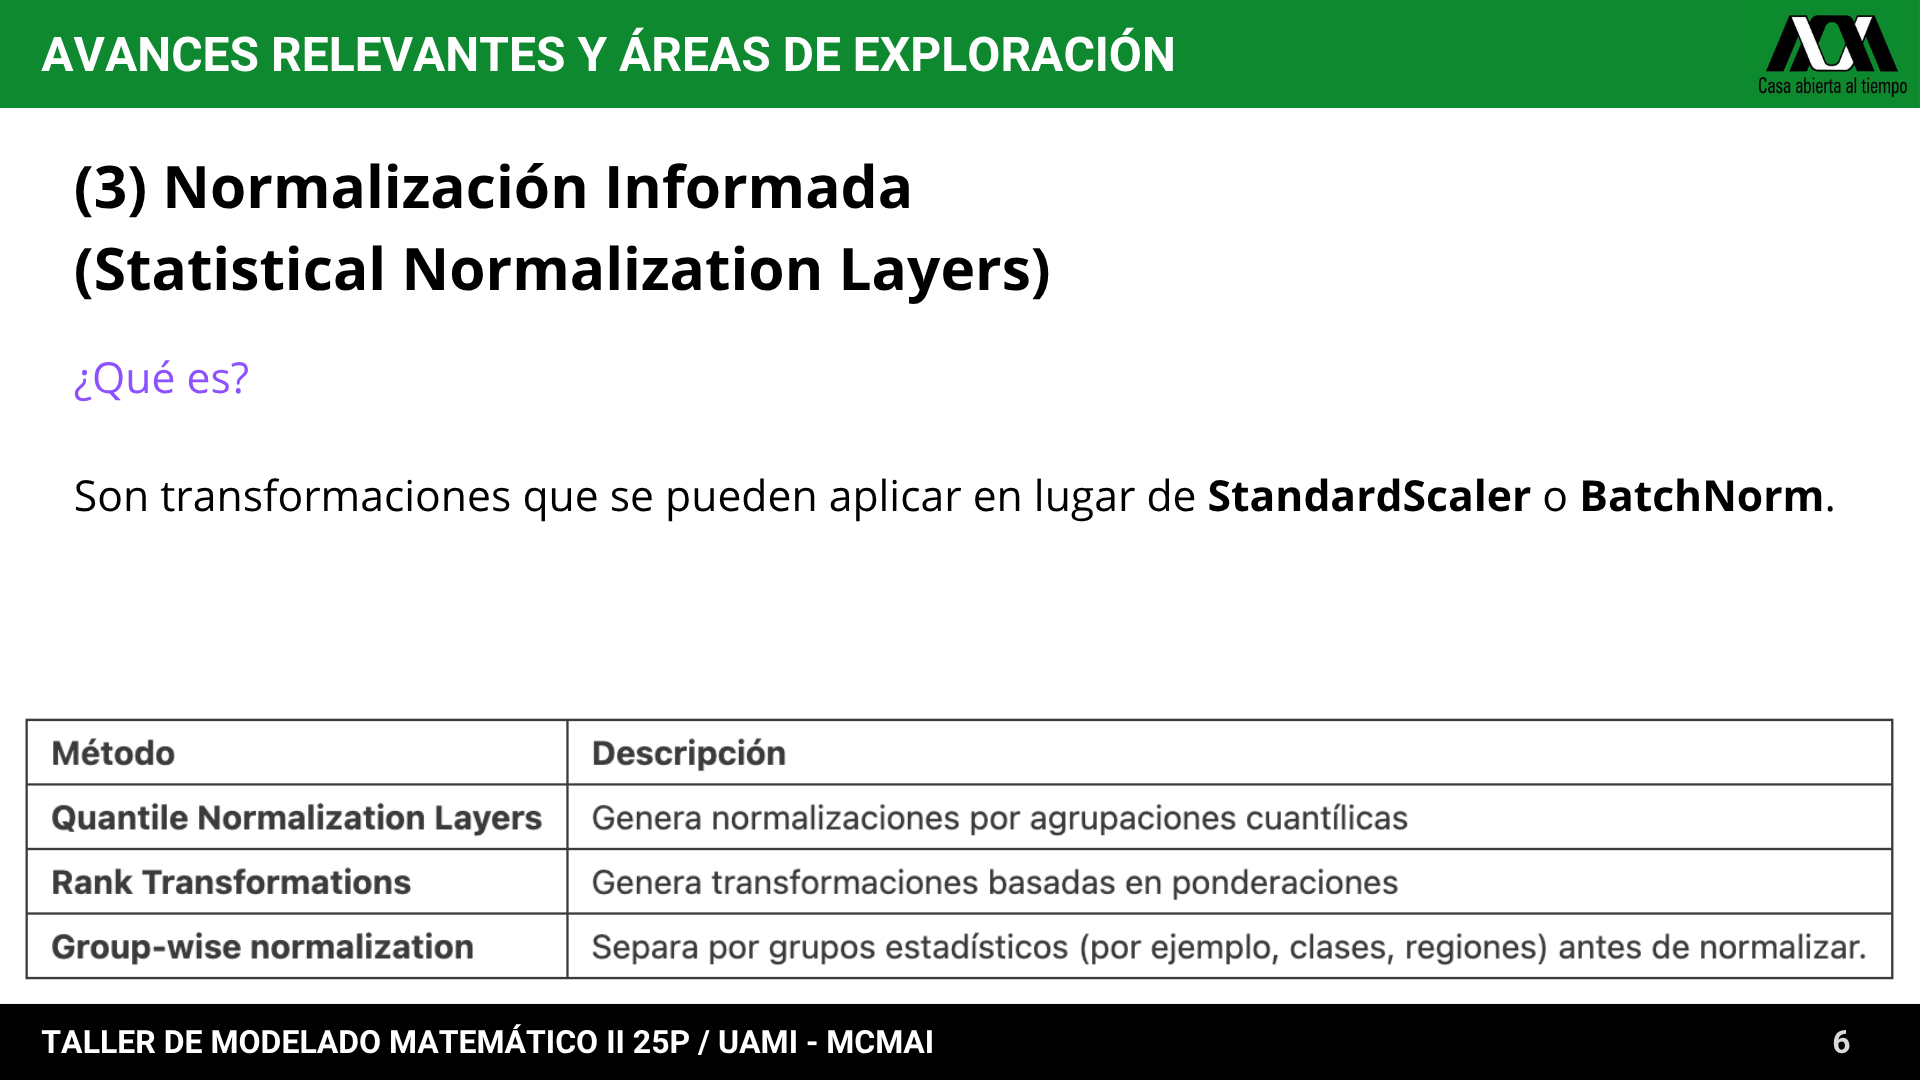 AVANCES RELEVANTES Y ÁREAS DE EXPLORACIÓN
Casa abierta al tiempo
(3) Normalización Informada
(Statistical Normalization Layers)
¿Qué es?
Son transformaciones que se pueden aplicar en lugar de StandardScaler o BatchNorm.
Método Descripción
Quantile Normalization Layers Genera normalizaciones por agrupaciones cuantílicas
Rank Transformations Genera transformaciones basadas en ponderaciones
Group-wise normalization Separa por grupos estadísticos (por ejemplo, clases, regiones) antes de normalizar.
TALLER DE MODELADO MATEMÁTICO II 25P / UAMI - MCMAI 6